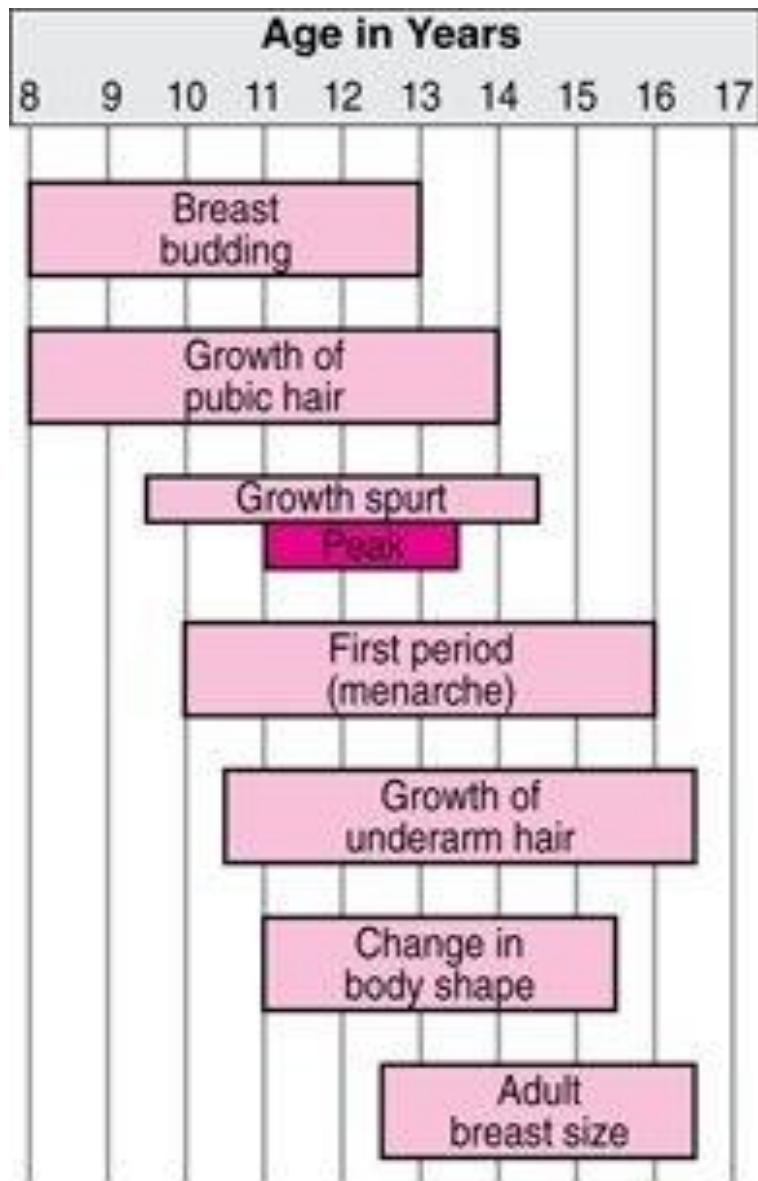 Age in Years
8 9 10 11 12 13 14 15 16 17
Breast
budding
Growth of
pubic hair
Growth spurt
Peak
First period
(menarche)
Growth of
underarm hair
Change in
body shape
Adult
breast size